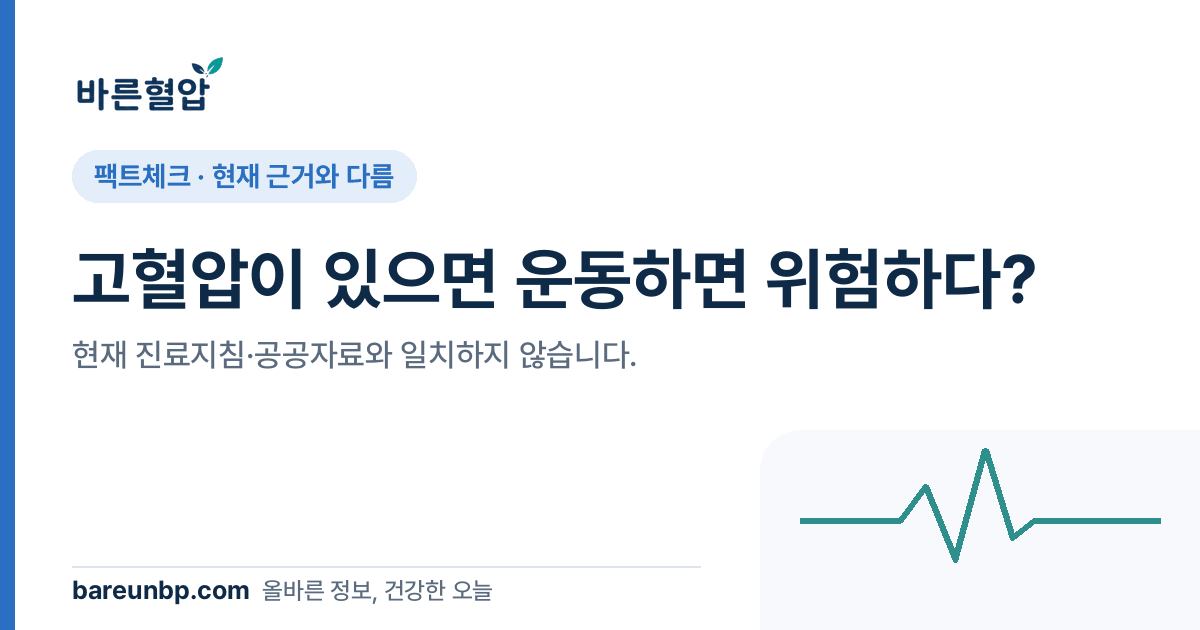 바른혈압
팩트체크 · 현재 근거와 다름
고혈압이 있으면 운동하면 위험하다?
현재 진료지침·공공자료와 일치하지 않습니다.
bareunbp.com 올바른 정보, 건강한 오늘